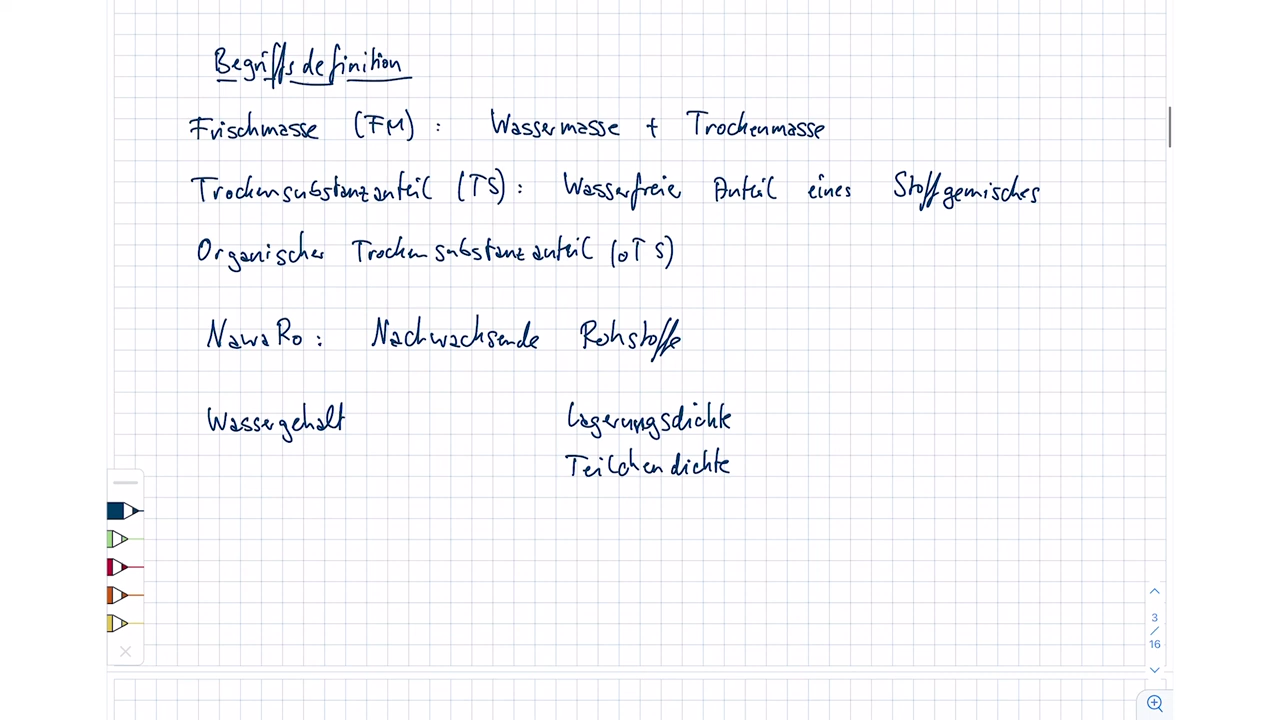 Begriffsdefinition
Frischmasse (FM) : Wassermasse + Trockenmasse
Trockensubstanzanteil (TS) : Wasserfreie Anteil eines Stoffgemisches
Organischer Trockensubstanzanteil (oTS)
NawaRo : Nachwachsende Rohstoffe
Wassergehalt Lagerungsdichte
Teilchendichte
3
/
16